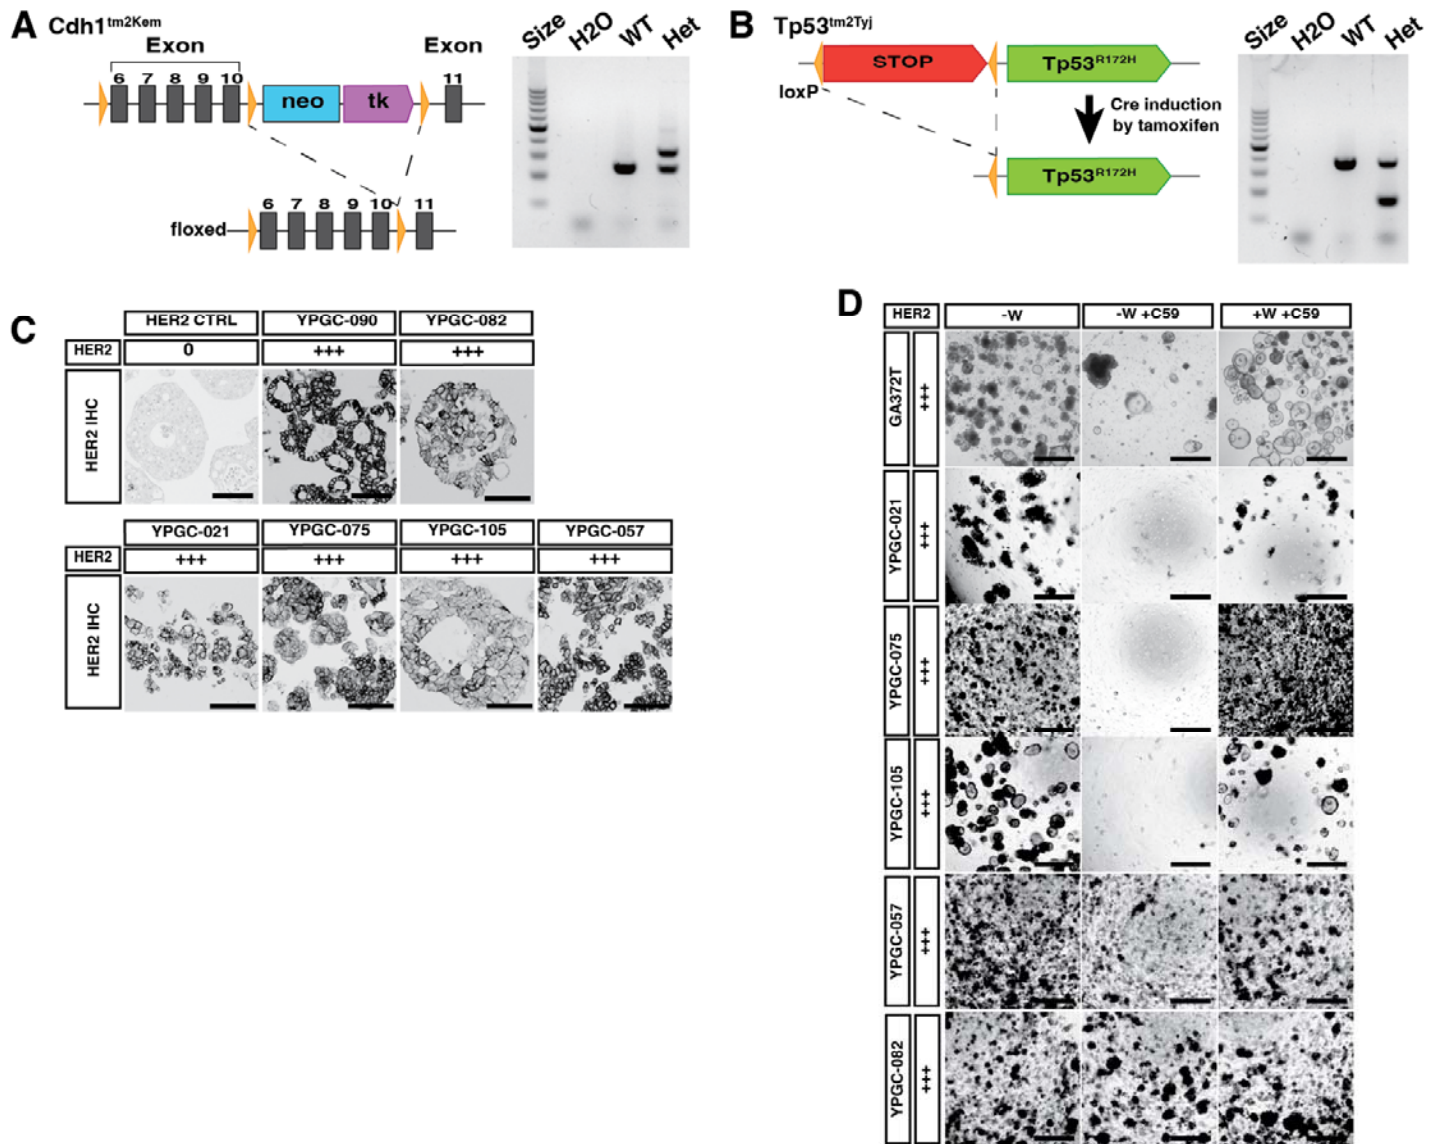 A
Cdh1tm2Kem
Exon
Exon
6 7 8 9 10
11
neo
tk
floxed
6 7 8 9 10
11
Size
H2O
WT
Het
B
Tp53tm2Tyj
STOP
Tp53R172H
loxP
Cre induction
by tamoxifen
Tp53R172H
Size
H2O
WT
Het
C
HER2 CTRL YPGC-090 YPGC-082
HER2 0 +++ +++
HER2 IHC
YPGC-021 YPGC-075 YPGC-105 YPGC-057
HER2 +++ +++ +++ +++
HER2 IHC
D
HER2 -W -W +C59 +W +C59
GA372T +++
YPGC-021 +++
YPGC-075 +++
YPGC-105 +++
YPGC-057 +++
YPGC-082 +++